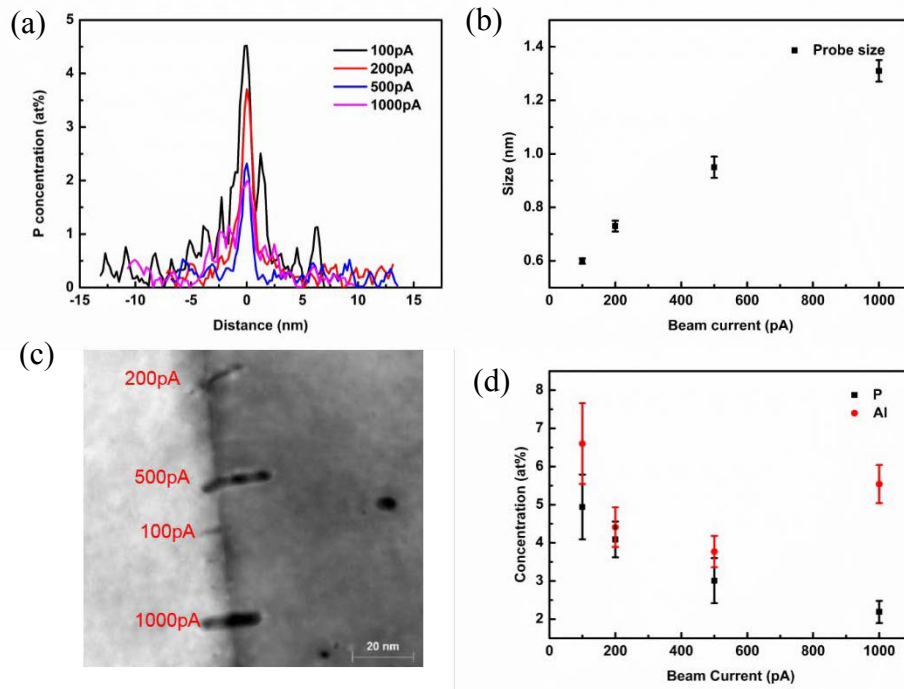 (a)
5
4
3
2
1
0
P concentration (at%)
100pA
200pA
500pA
1000pA
-15 -10 -5 0 5 10 15
Distance (nm)
(b)
1.4
1.2
1.0
0.8
0.6
Size (nm)
Probe size
200 400 600 800 1000
Beam current (pA)
(c)
200pA
500pA
100pA
1000pA
20 nm
(d)
8
7
6
5
4
3
2
Concentration (at%)
P
Al
0 200 400 600 800 1000
Beam Current (pA)